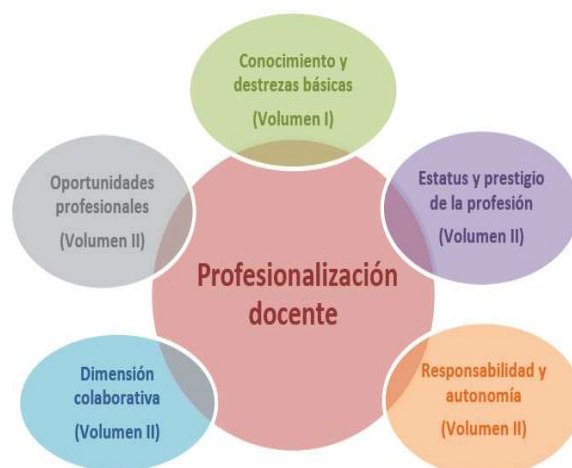 Conocimiento y
destrezas básicas
(Volumen I)
Oportunidades
profesionales
(Volumen II)
Estatus y prestigio
de la profesión
(Volumen II)
Profesionalización
docente
Dimensión
colaborativa
(Volumen II)
Responsabilidad y
autonomía
(Volumen II)